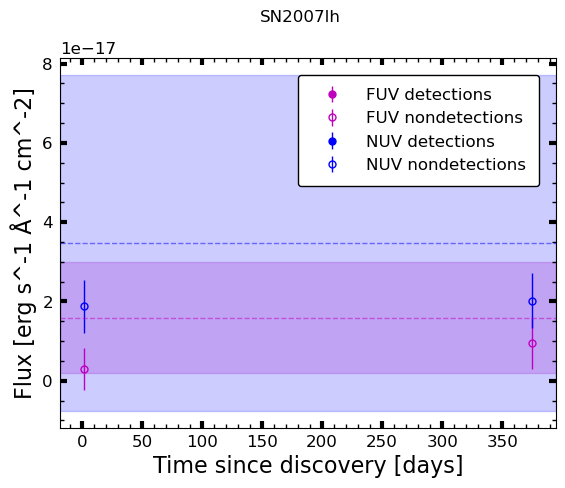 SN2007lh
1e−17
8
6
4
2
0
Flux [erg s^-1 Å^-1 cm^-2]
FUV detections
FUV nondetections
NUV detections
NUV nondetections
0 50 100 150 200 250 300 350
Time since discovery [days]